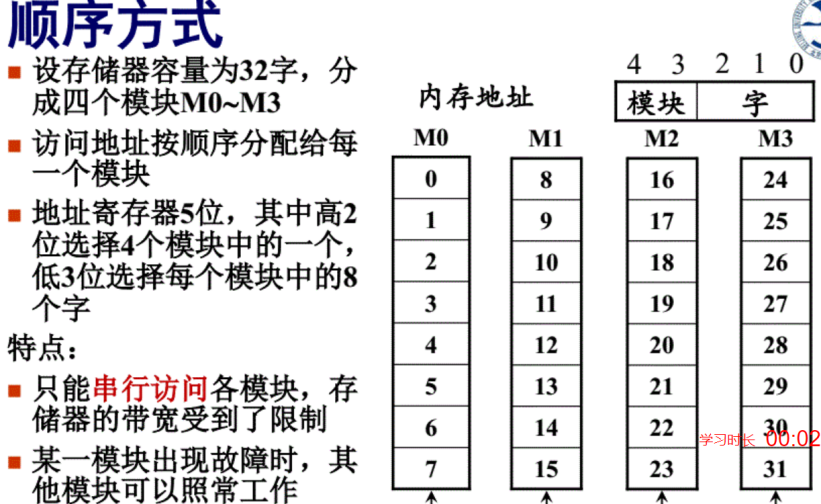 顺序方式
设存储器容量为32字，分
成四个模块M0~M3
访问地址按顺序分配给每
一个模块
地址寄存器5位，其中高2
位选择4个模块中的一个，
低3位选择每个模块中的8
个字
特点：
只能串行访问各模块，存
储器的带宽受到了限制
某一模块出现故障时，其
他模块可以照常工作
4 3 2 1 0
内存地址 模块 字
M0 M1 M2 M3
0 8 16 24
1 9 17 25
2 10 18 26
3 11 19 27
4 12 20 28
5 13 21 29
6 14 22 30
学习时长 00:02
7 15 23 31